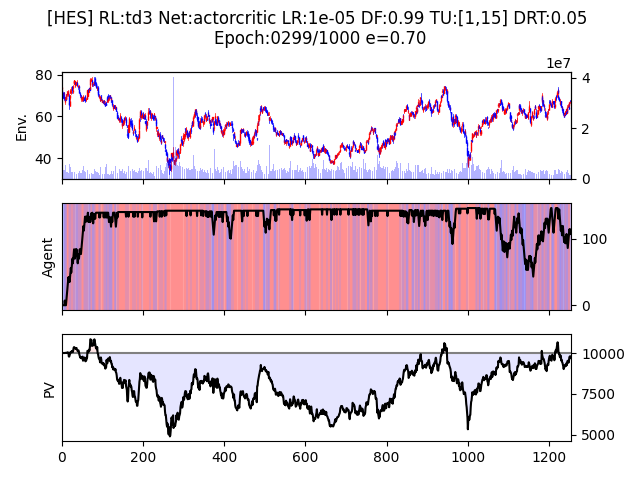 [HES] RL:td3 Net:actorcritic LR:1e-05 DF:0.99 TU:[1,15] DRT:0.05
Epoch:0299/1000 e=0.70
1e7
80
60
40
Env.
4
2
0
Agent
100
0
PV
10000
7500
5000
0 200 400 600 800 1000 1200